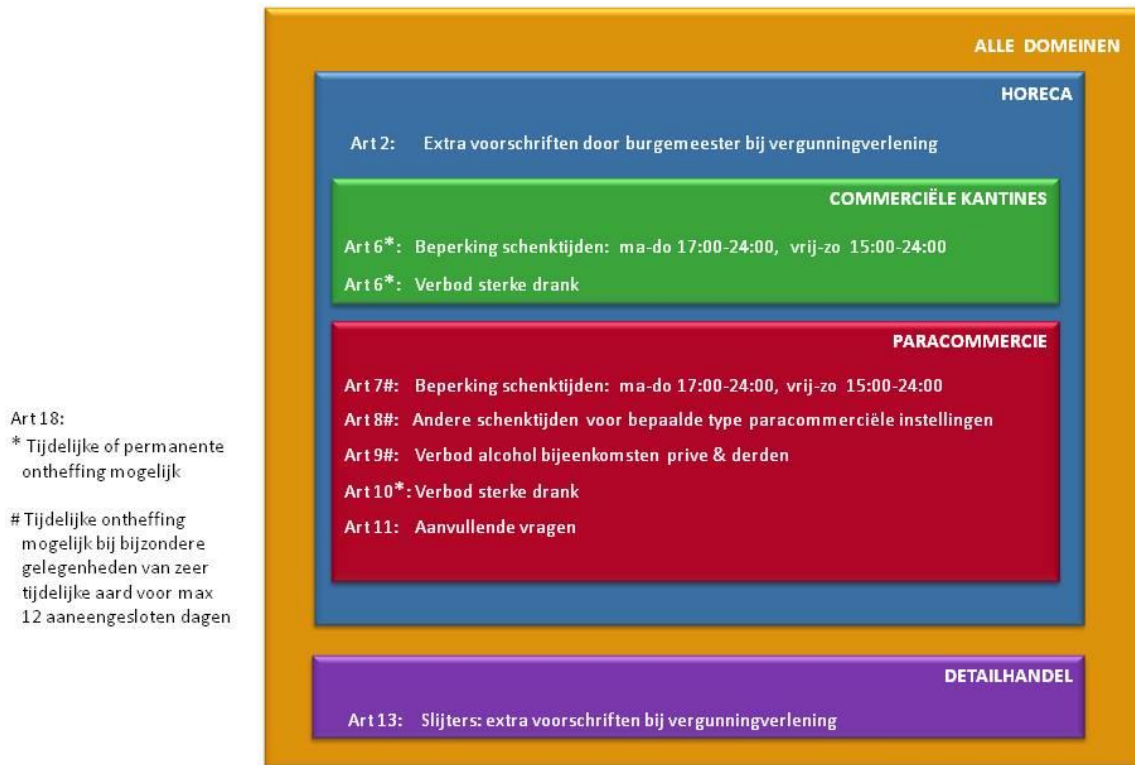 ALLE DOMEINEN
HORECA
Art 2: Extra voorschriften door burgemeester bij vergunningverlening
COMMERCIËLE KANTINES
Art 6*: Beperking schenktijden: ma-do 17:00-24:00, vrij-zo 15:00-24:00
Art 6*: Verbod sterke drank
PARACOMMERCIE
Art 7#: Beperking schenktijden: ma-do 17:00-24:00, vrij-zo 15:00-24:00
Art 8#: Andere schenktijden voor bepaalde type paracommerciële instellingen
Art 9#: Verbod alcohol bijeenkomsten prive & derden
Art 10*: Verbod sterke drank
Art 11: Aanvullende vragen
Art 18:
* Tijdelijke of permanente
ontheffing mogelijk
# Tijdelijke ontheffing
mogelijk bij bijzondere
gelegenheden van zeer
tijdelijke aard voor max
12 aaneengesloten dagen
DETAILHANDEL
Art 13: Slijters: extra voorschriften bij vergunningverlening